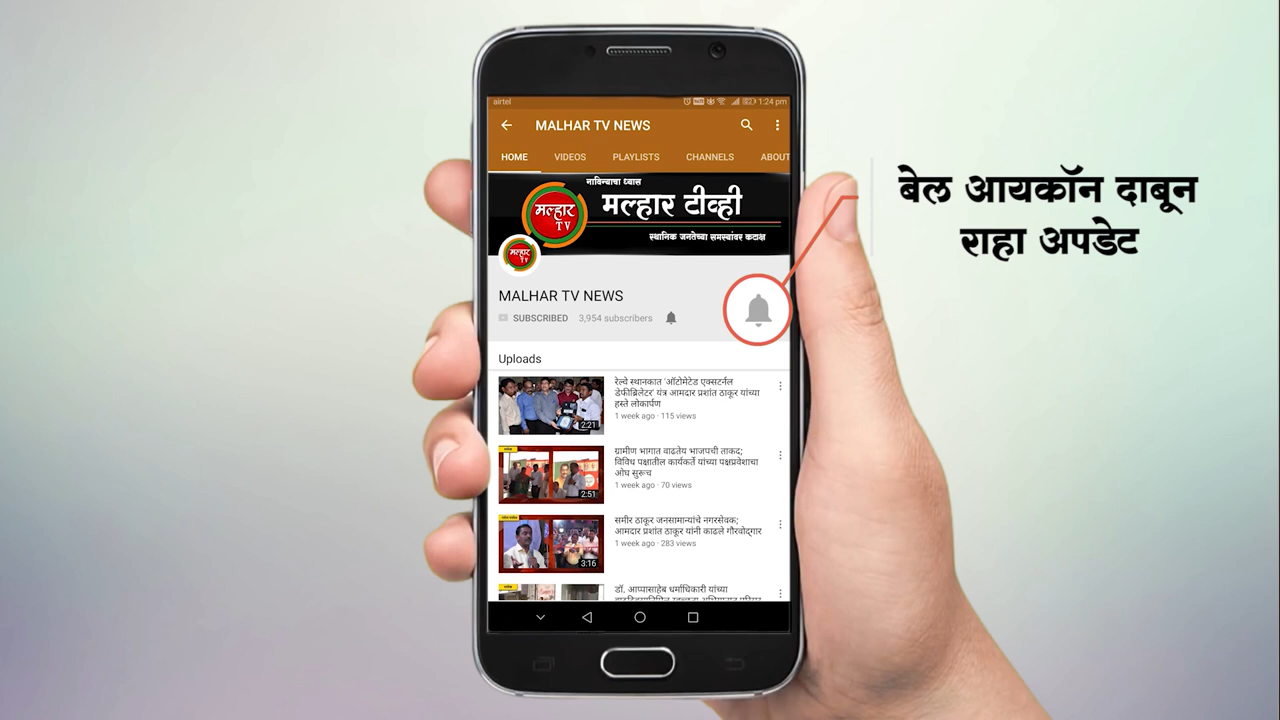 airtel
1:24 pm
MALHAR TV NEWS
HOME VIDEOS PLAYLISTS CHANNELS ABOUT
नाविन्याचा ध्यास
मल्हार टीव्ही
मल्हार
TV
स्थानिक जनतेच्या समस्यांवर कटाक्ष
मल्हार
TV
MALHAR TV NEWS
SUBSCRIBED 3,954 subscribers
Uploads
रेल्वे स्थानकात 'ऑटोमेटेड एक्सटर्नल
डेफीब्रिलेटर' यंत्र आमदार प्रशांत ठाकूर यांच्या
हस्ते लोकार्पण
1 week ago · 115 views
2:21
ग्रामीण भागात वाढतेय भाजपची ताकद;
विविध पक्षातील कार्यकर्ते यांच्या पक्षप्रवेशाचा
ओघ सुरूच
1 week ago · 70 views
2:51
समीर ठाकूर जनसामान्यांचे नगरसेवक;
आमदार प्रशांत ठाकूर यांनी काढले गौरवोद्गार
1 week ago · 283 views
3:16
डॉ. आप्पासाहेब धर्माधिकारी यांच्या
बेल आयकॉन दाबून
राहा अपडेट